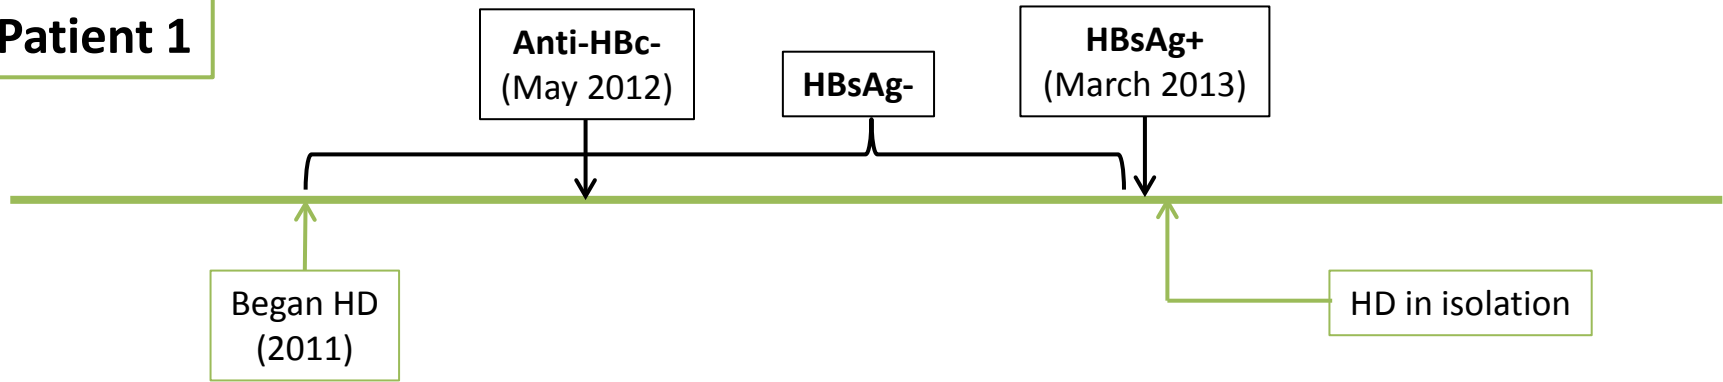 Patient 1
Anti-HBc-
(May 2012)
HBsAg-
HBsAg+
(March 2013)
Began HD
(2011)
HD in isolation